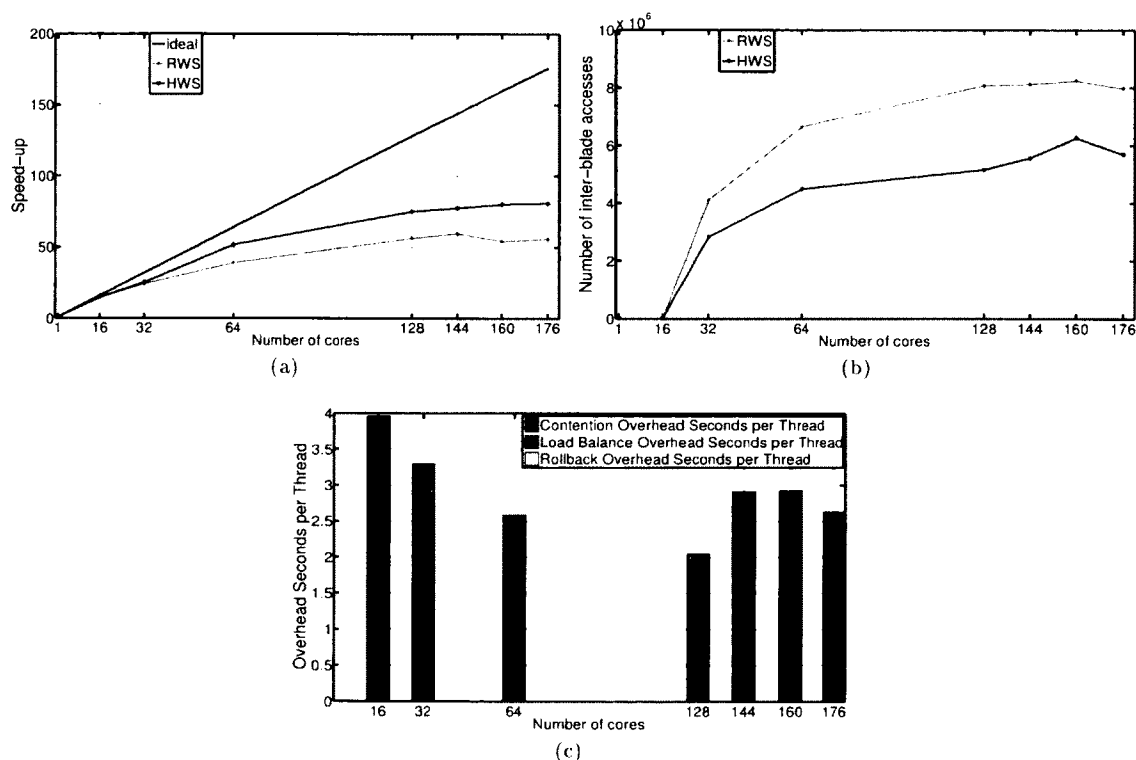 200
150
100
50
0
Speed-up
ideal
RWS
HWS
1 16 32 64 128 144 160 176
Number of cores
(a)
10 × 10^6
8
6
4
2
0
Number of inter-blade accesses
RWS
HWS
1 16 32 64 128 144 160 176
Number of cores
(b)
4
3.5
3
2.5
2
1.5
1
0.5
0
Overhead Seconds per Thread
Contention Overhead Seconds per Thread
Load Balance Overhead Seconds per Thread
Rollback Overhead Seconds per Thread
16 32 64 128 144 160 176
Number of cores
(c)